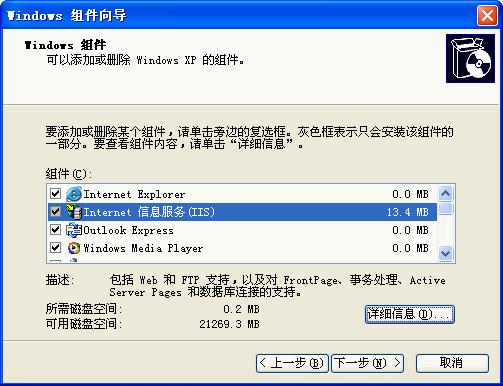 Windows 组件向导
Windows 组件
可以添加或删除 Windows XP 的组件。
要添加或删除某个组件，请单击旁边的复选框。灰色框表示只会安装该组件的
一部分。要查看组件内容，请单击“详细信息”。
组件(C):
Internet Explorer 0.0 MB
Internet 信息服务(IIS) 13.4 MB
Outlook Express 0.0 MB
Windows Media Player 0.0 MB
描述: 包括 Web 和 FTP 支持，以及对 FrontPage、事务处理、Active
Server Pages 和数据库连接的支持。
所需磁盘空间: 0.2 MB
可用磁盘空间: 21269.3 MB
详细信息(D)...
< 上一步(B) 下一步(N) > 取消